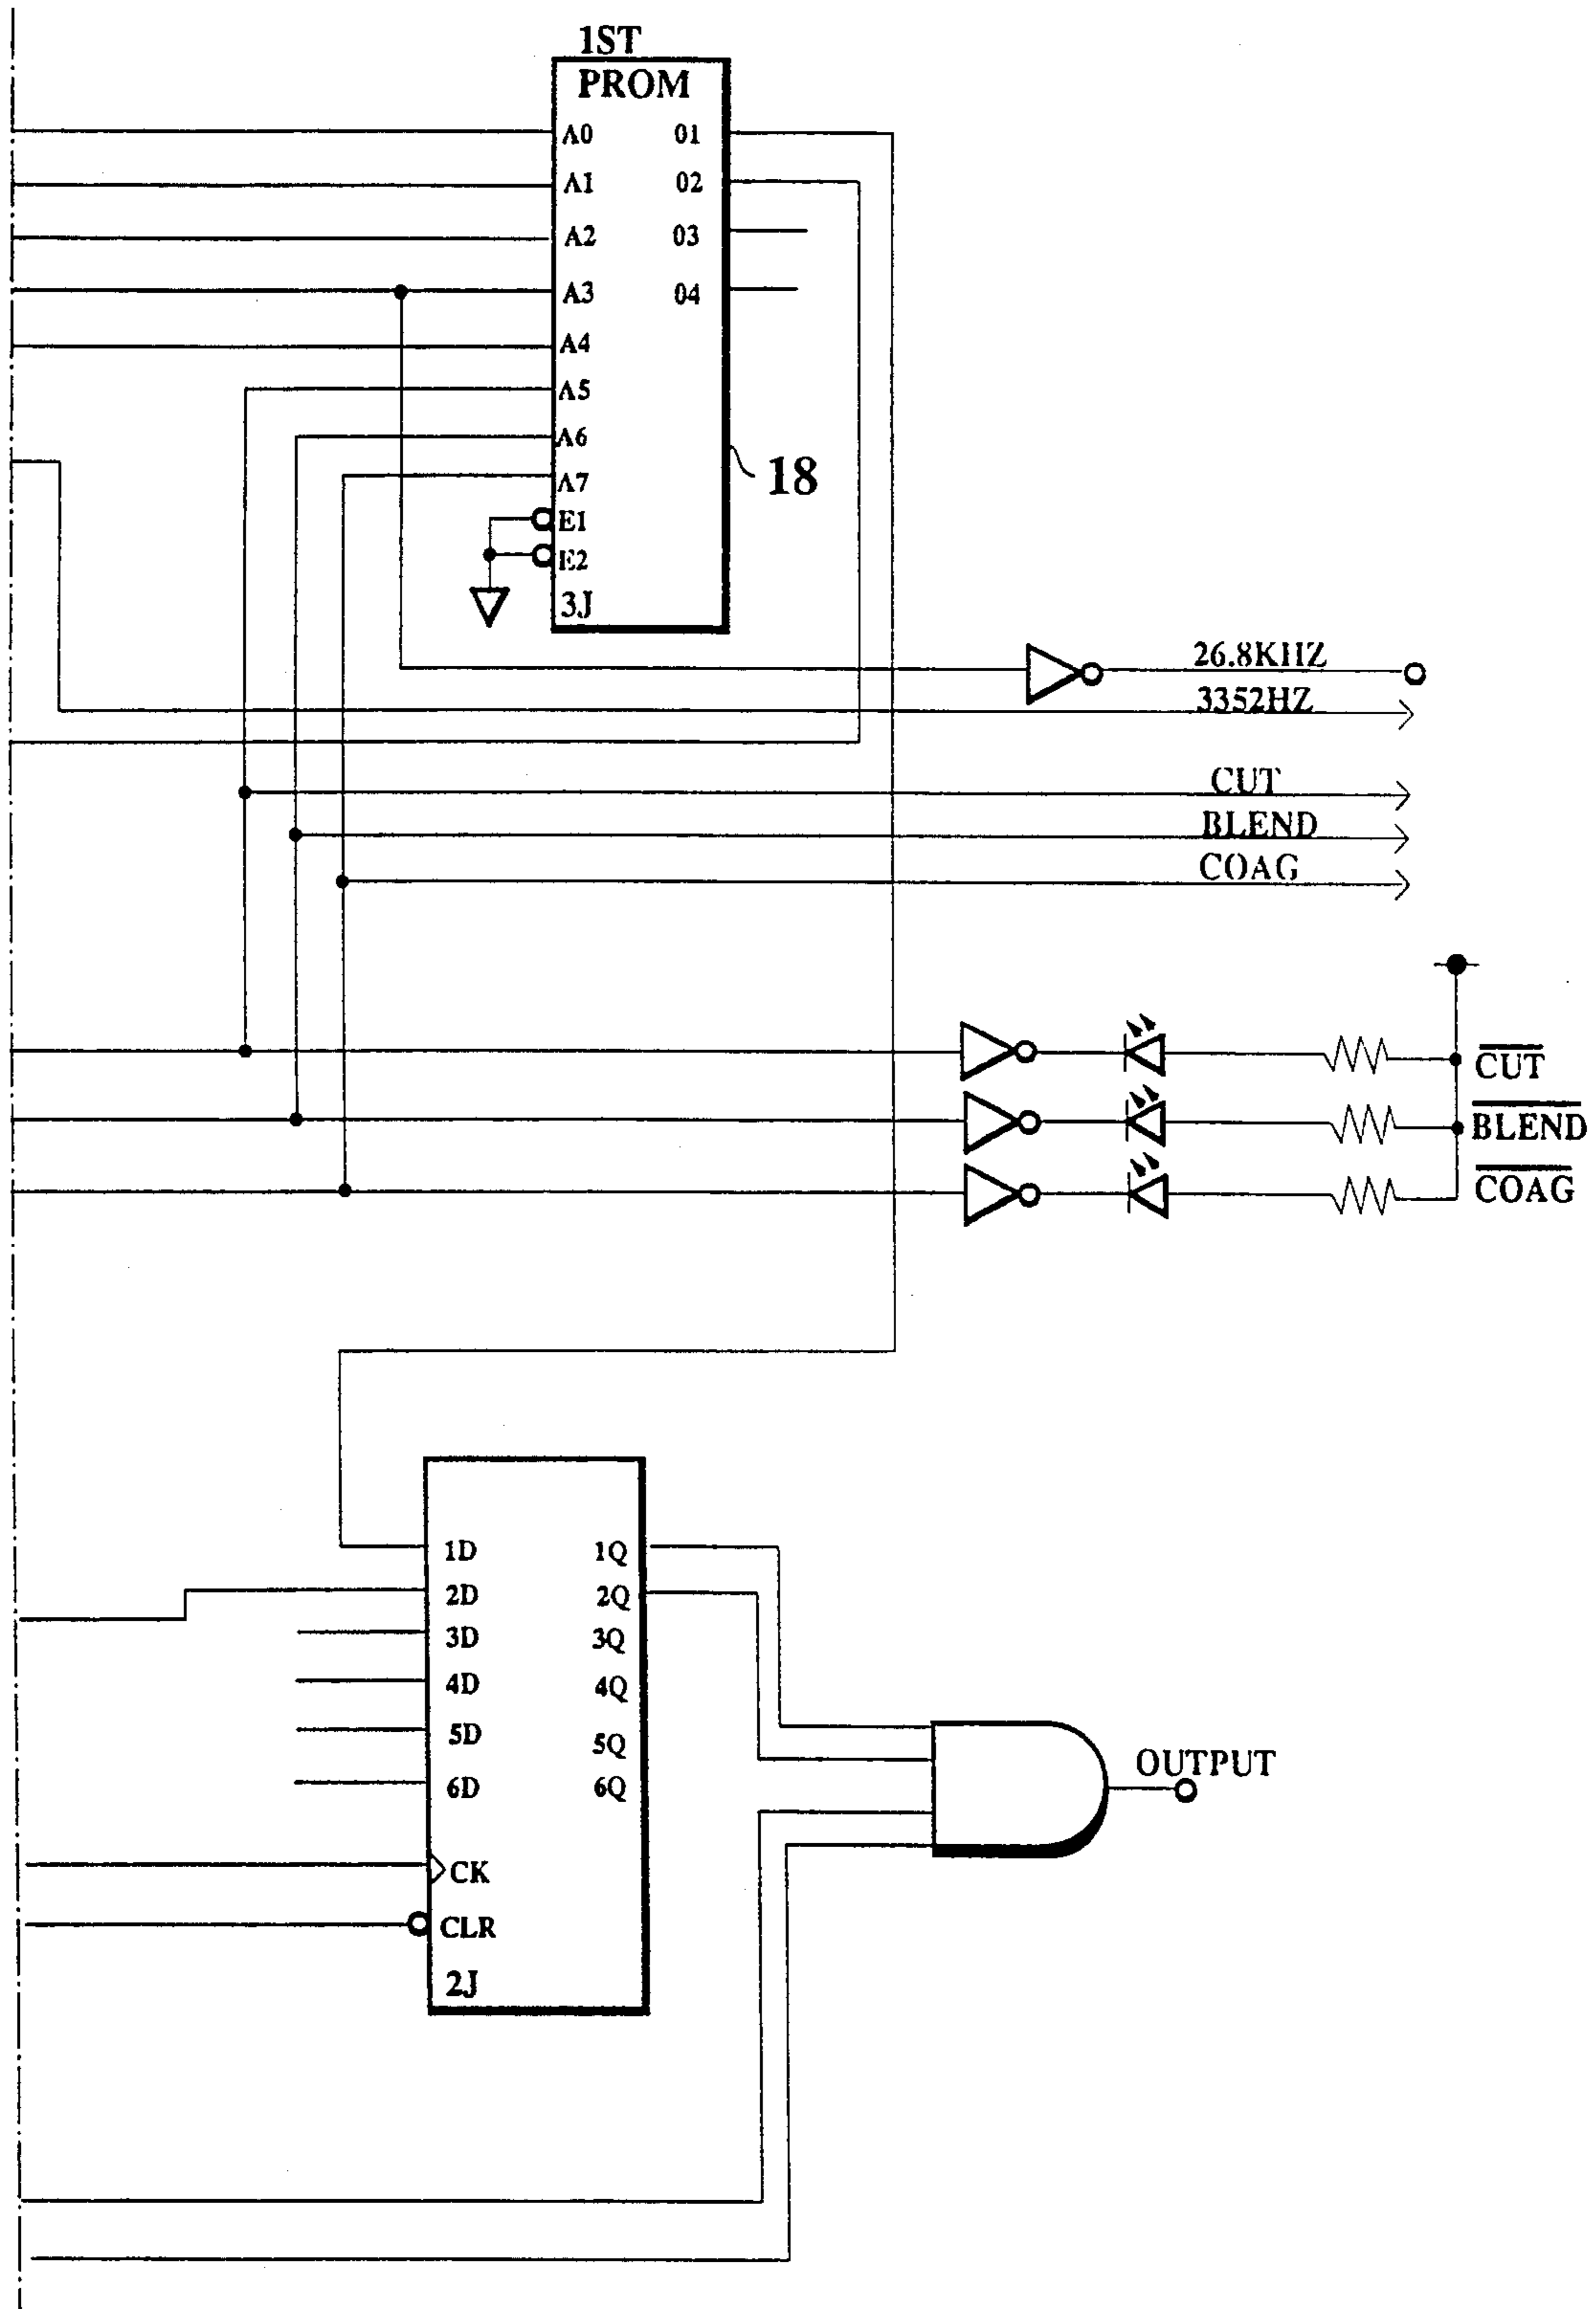 1ST
PROM
A0 01
A1 02
A2 03
A3 04
A4
A5
A6
A7
18
E1
E2
3J
26.8KHZ
3352HZ
CUT
BLEND
COAG
CUT
BLEND
COAG
1D 1Q
2D 2Q
3D 3Q
4D 4Q
5D 5Q
6D 6Q
OUTPUT
CK
CLR
2J